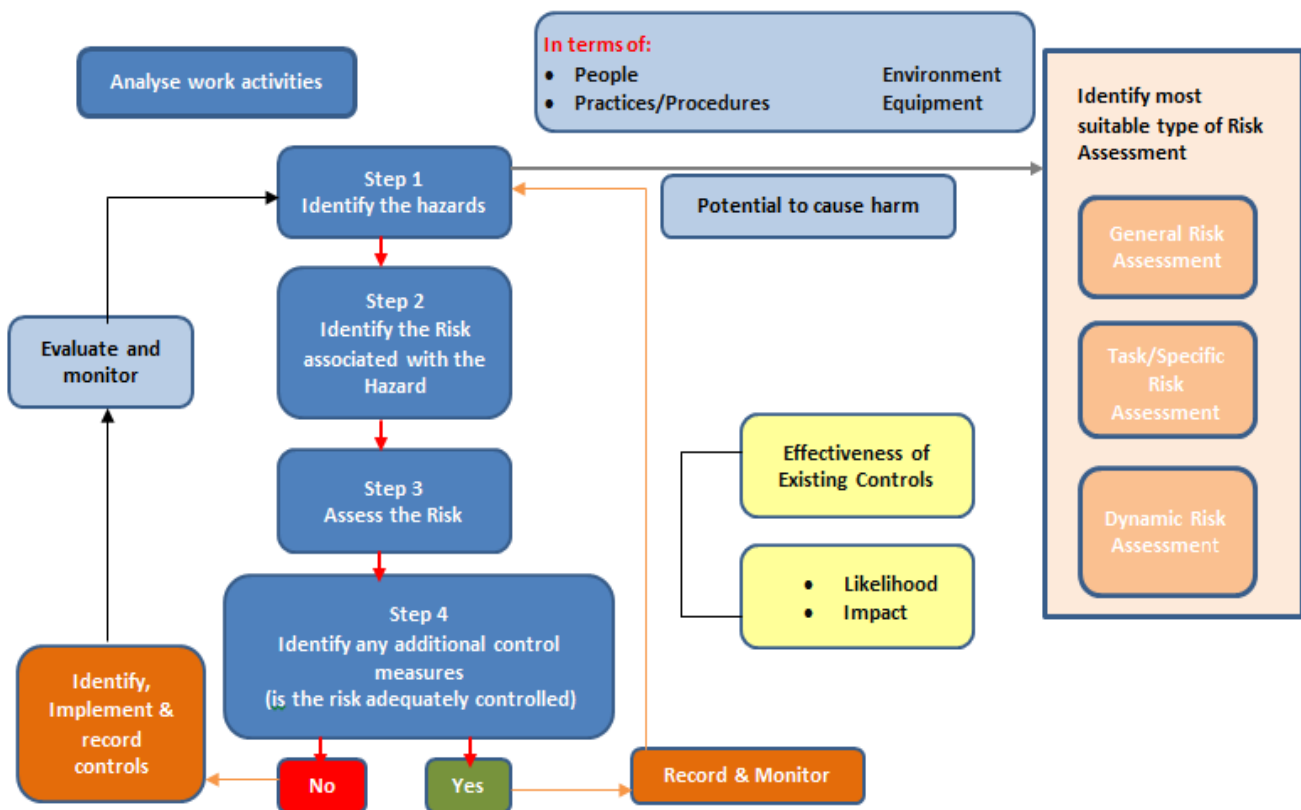 Analyse work activities
In terms of:
• People Environment
• Practices/Procedures Equipment
Identify most
suitable type of Risk
Assessment
Step 1
Identify the hazards
Potential to cause harm
General Risk
Assessment
Step 2
Identify the Risk
associated with the
Hazard
Evaluate and
monitor
Task/Specific
Risk
Assessment
Effectiveness of
Existing Controls
Step 3
Assess the Risk
Dynamic Risk
Assessment
• Likelihood
• Impact
Step 4
Identify any additional control
measures
(is the risk adequately controlled)
Identify,
Implement &
record
controls
No
Yes
Record & Monitor